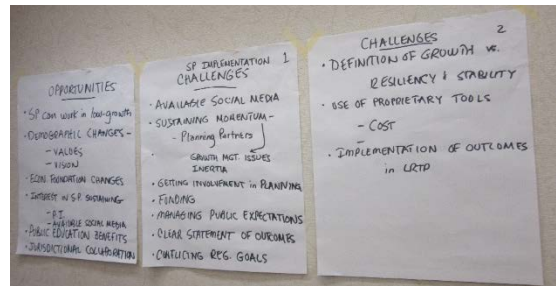 OPPORTUNITIES
• SP can work in low-growth
• DEMOGRAPHIC CHANGES -
- VALUES
- VISION
• ECON. FOUNDATION CHANGES
• INTEREST IN S.P. SUSTAINING
- P.I.
- AVAILABLE SOCIAL MEDIA
• PUBLIC EDUCATION BENEFITS
• JURISDICTIONAL COLLABORATION
SP IMPLEMENTATION 1
CHALLENGES
• AVAILABLE SOCIAL MEDIA
• SUSTAINING MOMENTUM -
- Planning Partners
GROWTH MGT. ISSUES
INERTIA
• GETTING INVOLVEMENT in PLANNING
• FUNDING
• MANAGING PUBLIC EXPECTATIONS
• CLEAR STATEMENT OF OUTCOMES
• REG. GOALS
CHALLENGES 2
• DEFINITION OF GROWTH vs.
RESILIENCY & STABILITY
• USE OF PROPRIETARY TOOLS
- COST
-
• IMPLEMENTATION OF OUTCOMES
in LRTP